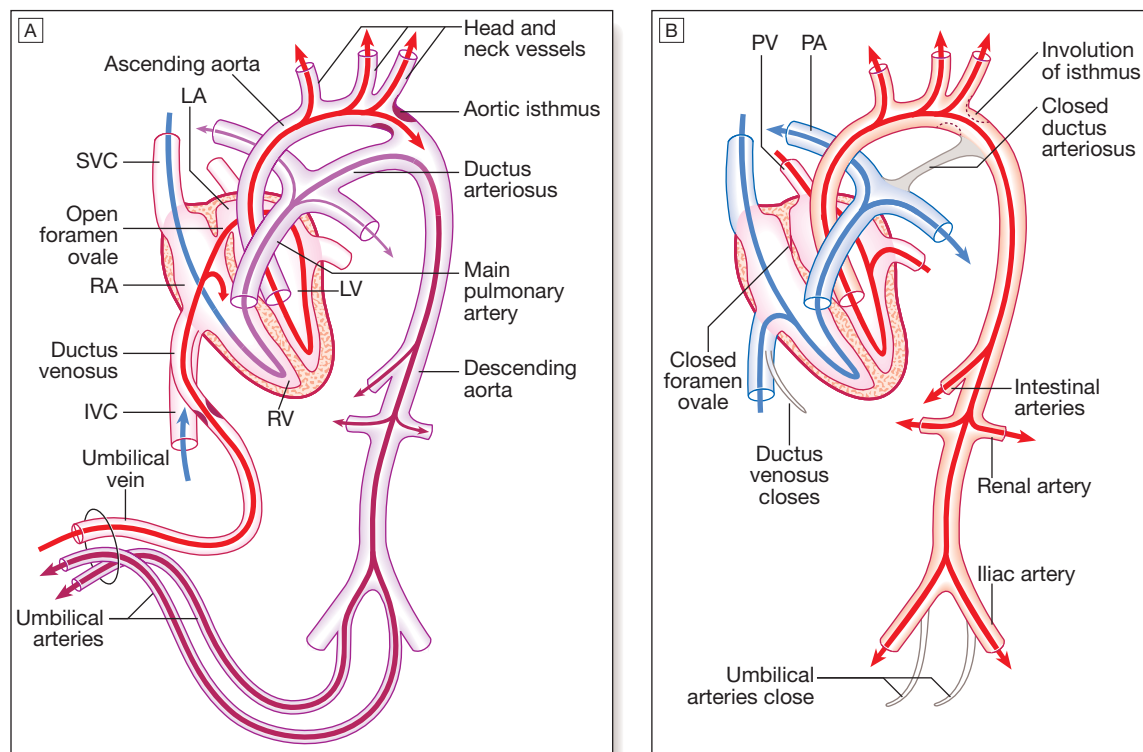 A
Head and
neck vessels
Ascending aorta
LA
Aortic isthmus
SVC
Ductus
arteriosus
Open
foramen
ovale
RA
LV
Main
pulmonary
artery
Ductus
venosus
Descending
aorta
IVC
RV
Umbilical
vein
Umbilical
arteries
B
PV
PA
Involution
of isthmus
Closed
ductus
arteriosus
Closed
foramen
ovale
Intestinal
arteries
Ductus
venosus
closes
Renal artery
Iliac artery
Umbilical
arteries close